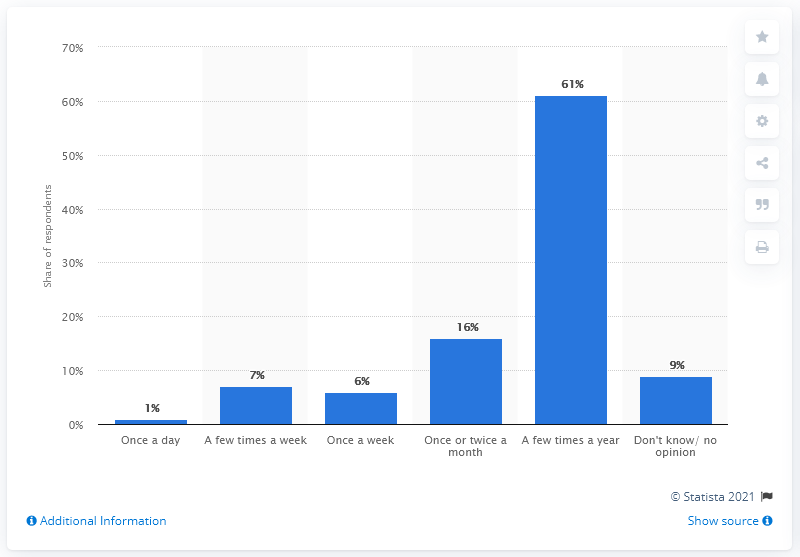 70%
60%
50%
40%
30%
20%
10%
0%
Share of respondents
1%
7%
6%
16%
61%
9%
Once a day
A few times a week
Once a week
Once or twice a
month
A few times a year
Don't know/ no
opinion
© Statista 2021
Additional Information
Show source